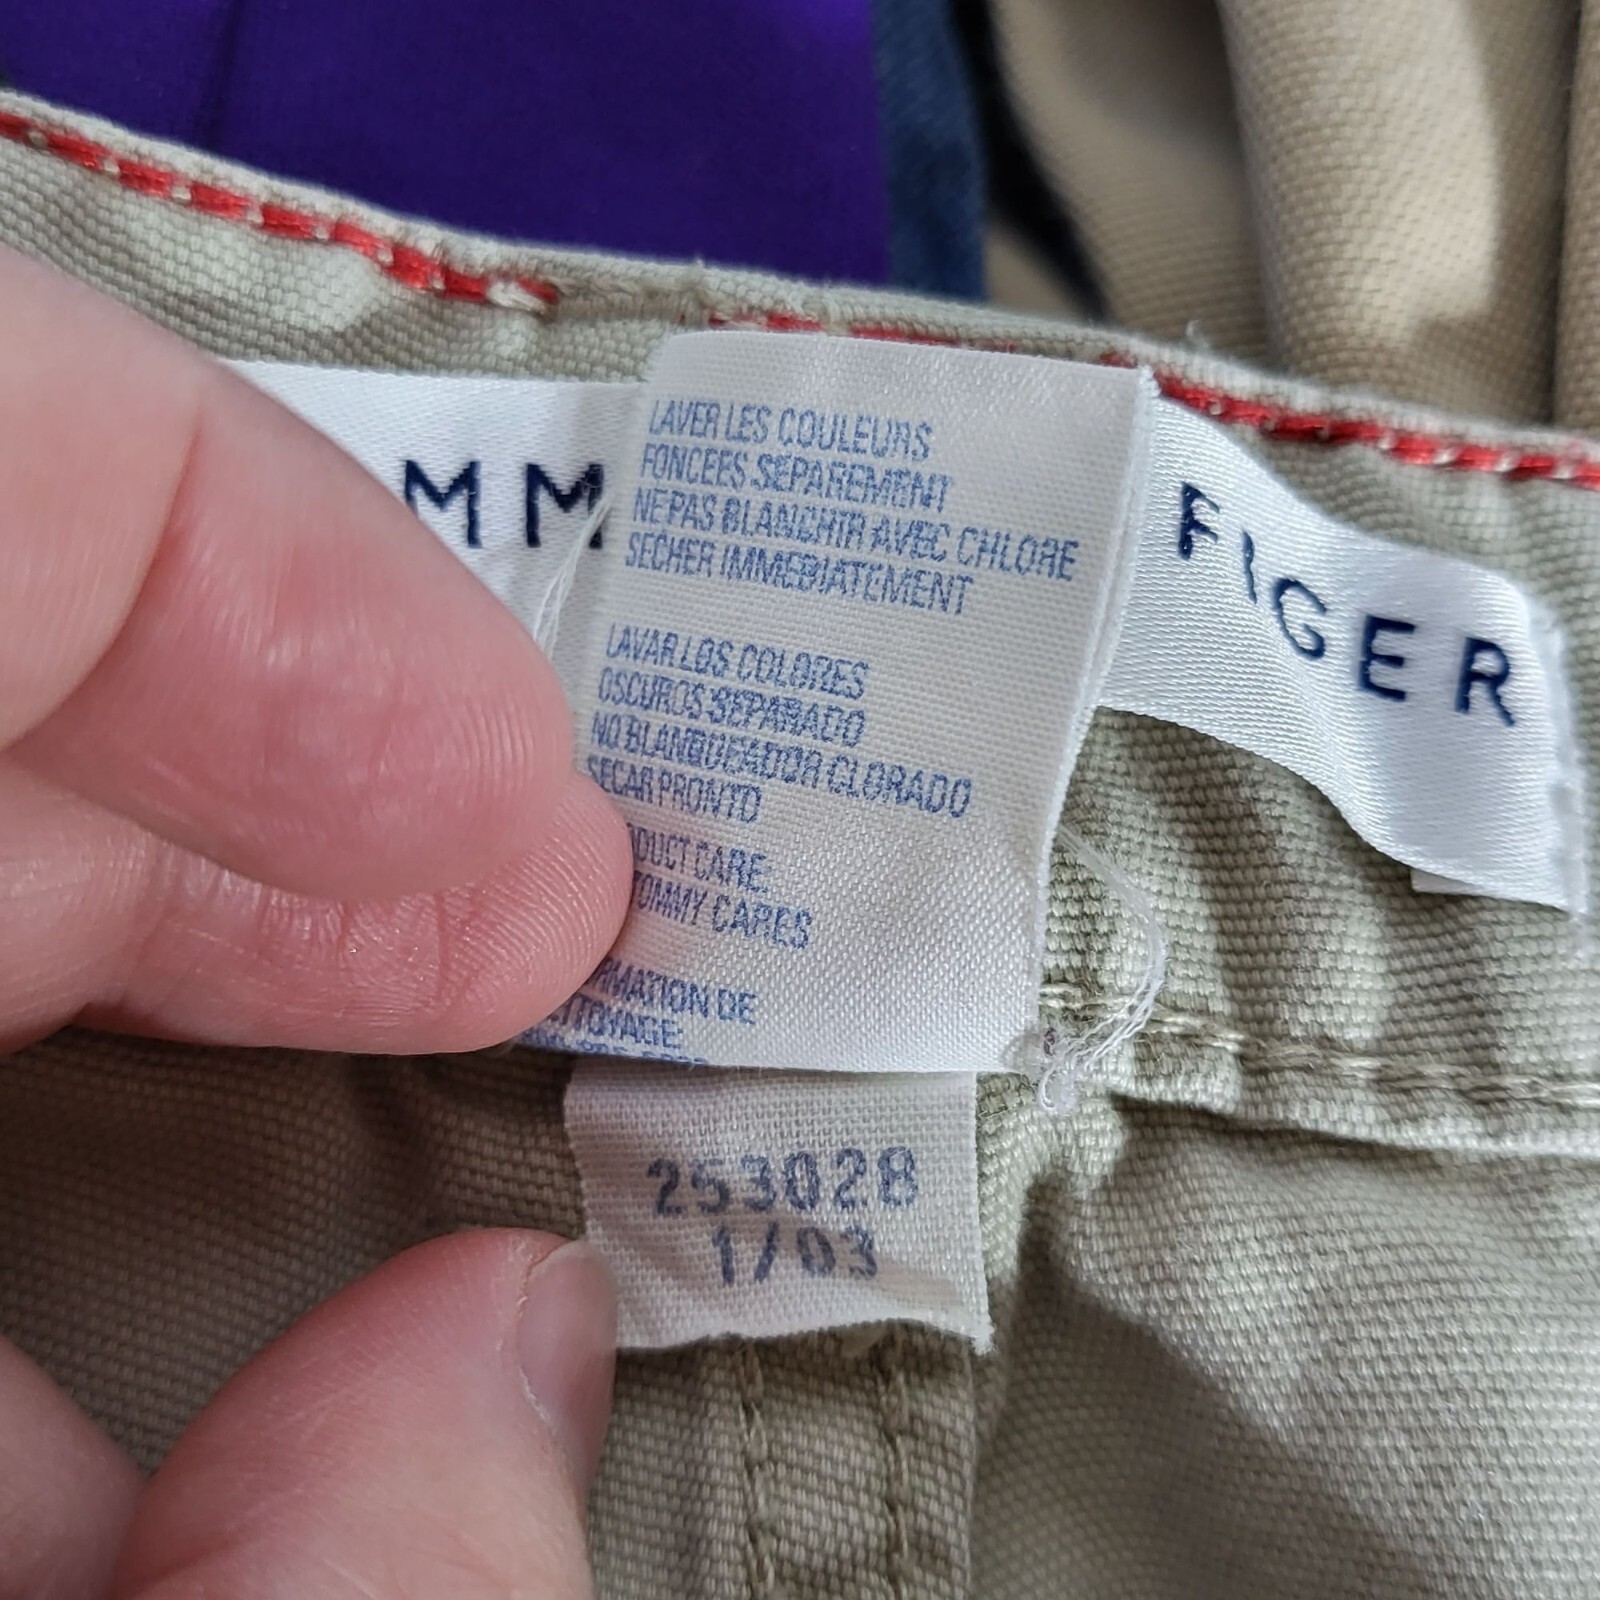 MM FIGER
LAVER LES COULEURS
FONCEES SEPAREMENT
NE PAS BLANCHIR AVEC CHLORE
SECHER IMMEDIATEMENT
LAVAR LOS COLORES
OSCUROS SEPARADO
NO BLANQUEADOR CLORADO
SECAR PRONTO
DUCT CARE.
TOMMY CARES
RMATION DE
TTOYAGE:
253028
1/03